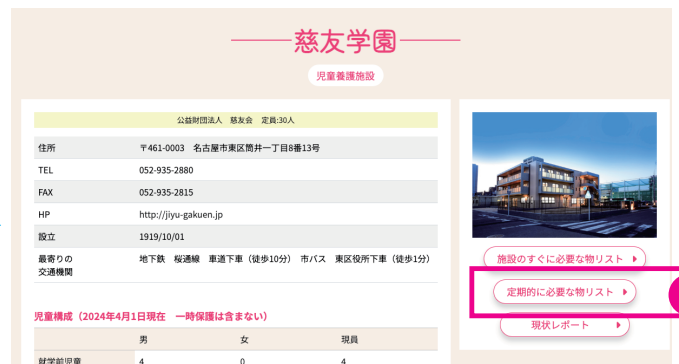 慈友学園
児童養護施設
公益財団法人 慈友会 定員:30人
住所 〒461-0003 名古屋市東区筒井一丁目8番13号
TEL 052-935-2880
FAX 052-935-2815
HP http://jiyu-gakuen.jp
設立 1919/10/01
最寄りの
交通機関 地下鉄 桜通線 車道下車（徒歩10分） 市バス 東区役所下車（徒歩1分）
児童構成（2024年4月1日現在 一時保護は含まない）
男 女 現員
就学前児童 4 0 4
施設のすぐに必要な物リスト
定期的に必要な物リスト
現状レポート